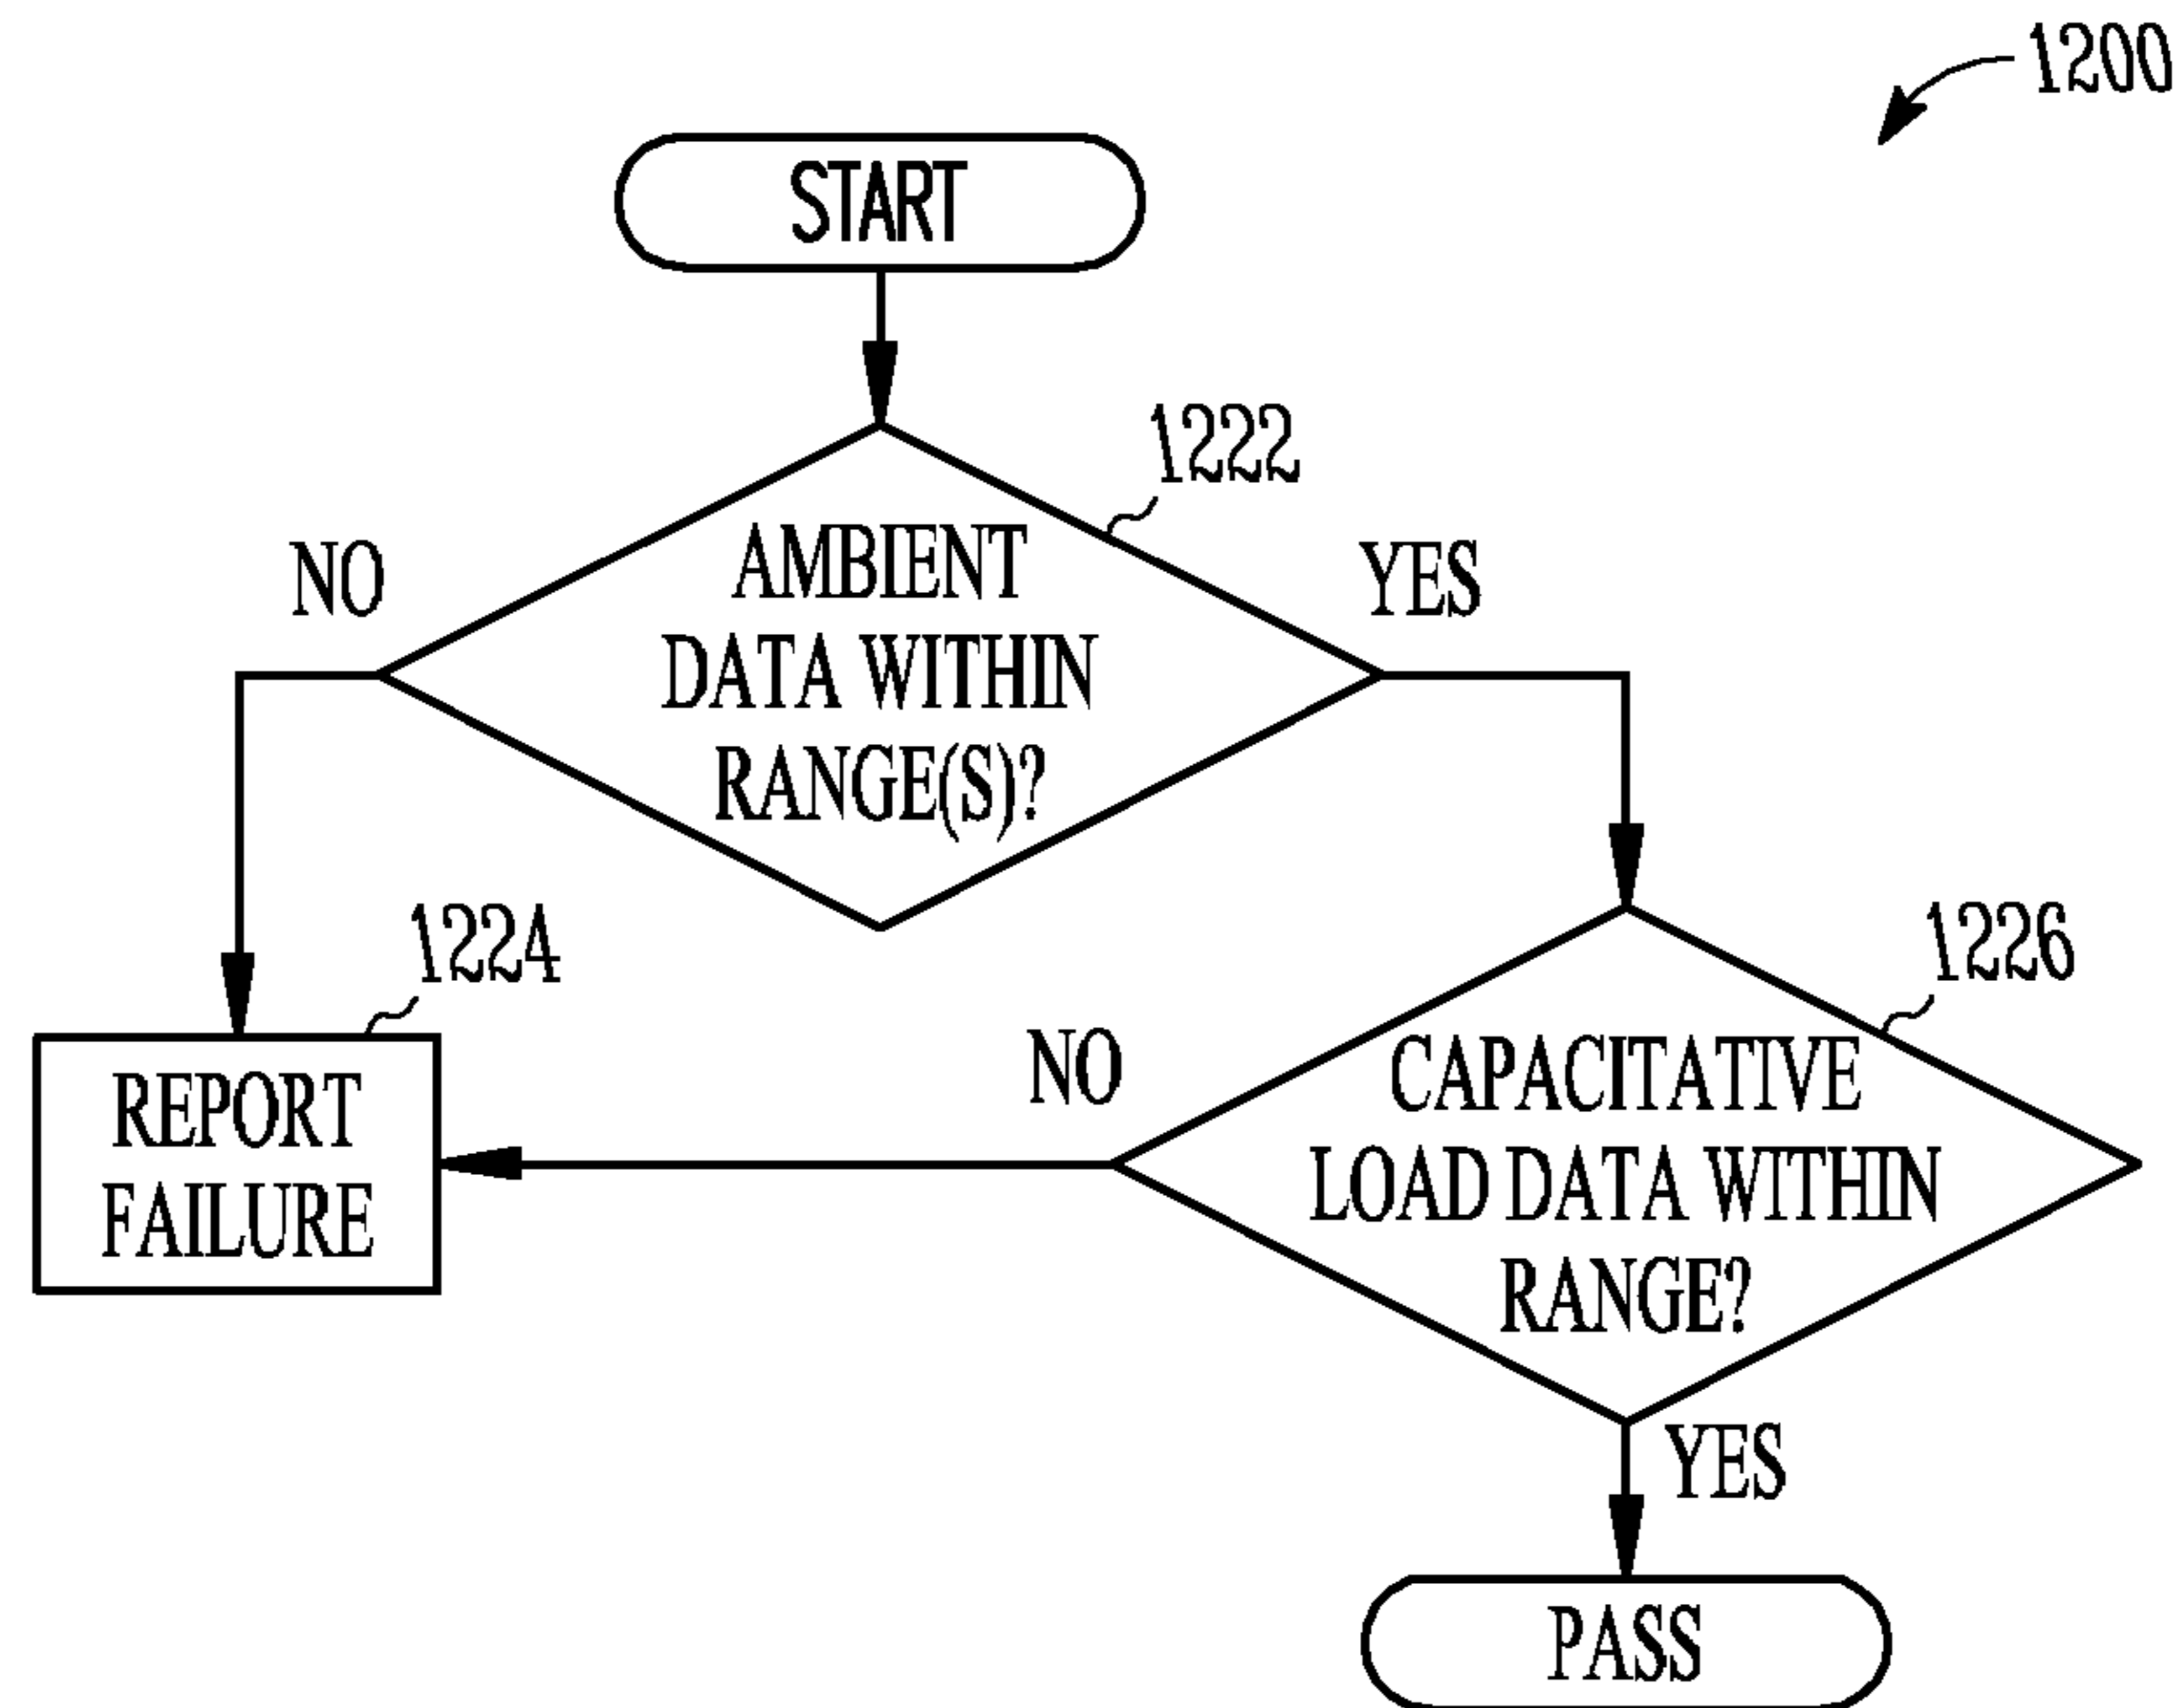 1200
START
1222
NO
YES
AMBIENT
DATA WITHIN
RANGE(S)?
1224
1226
REPORT
FAILURE
NO
CAPACITATIVE
LOAD DATA WITHIN
RANGE?
YES
PASS